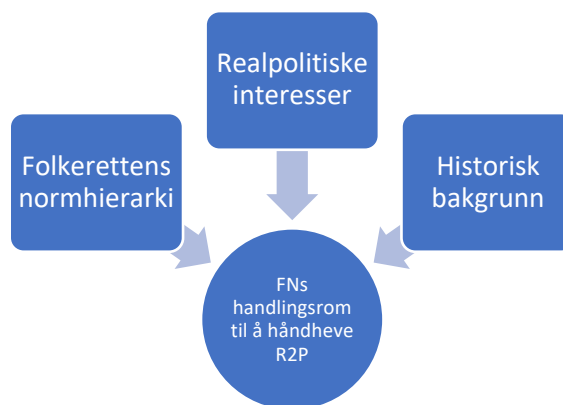 Realpolitiske
interesser
Folkerettens
normhierarki
Historisk
bakgrunn
FNs
handlingsrom
til å håndheve
R2P